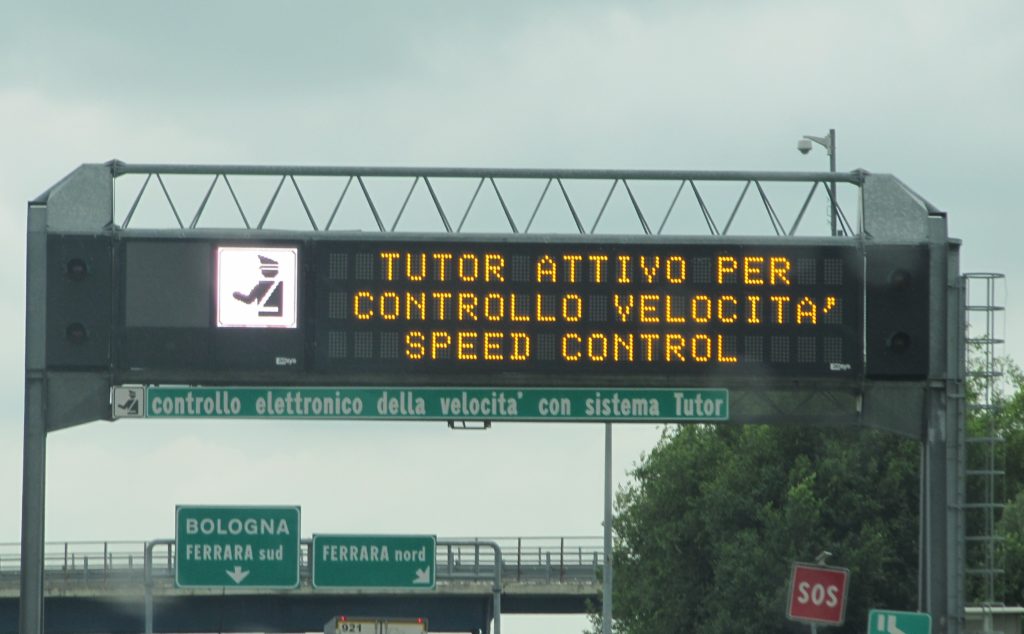 TUTOR ATTIVO PER
CONTROLLO VELOCITA'
SPEED CONTROL
controllo elettronico della velocita' con sistema Tutor
BOLOGNA
FERRARA sud
FERRARA nord
SOS
921